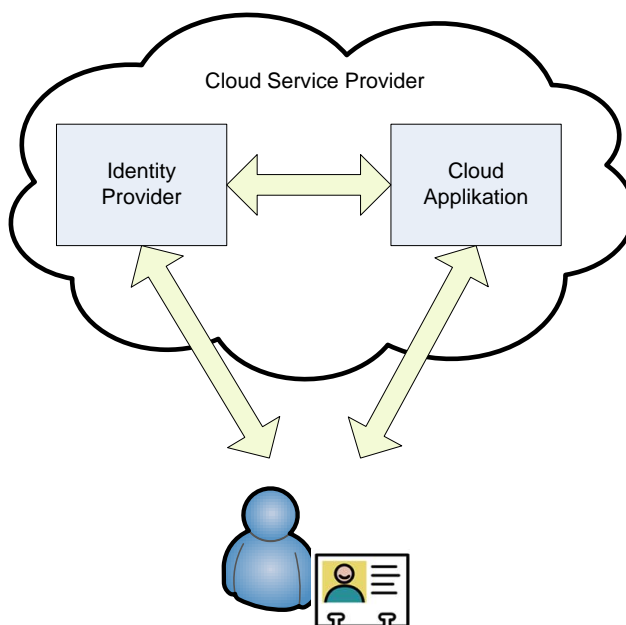 Cloud Service Provider
Identity
Provider
Cloud
Applikation